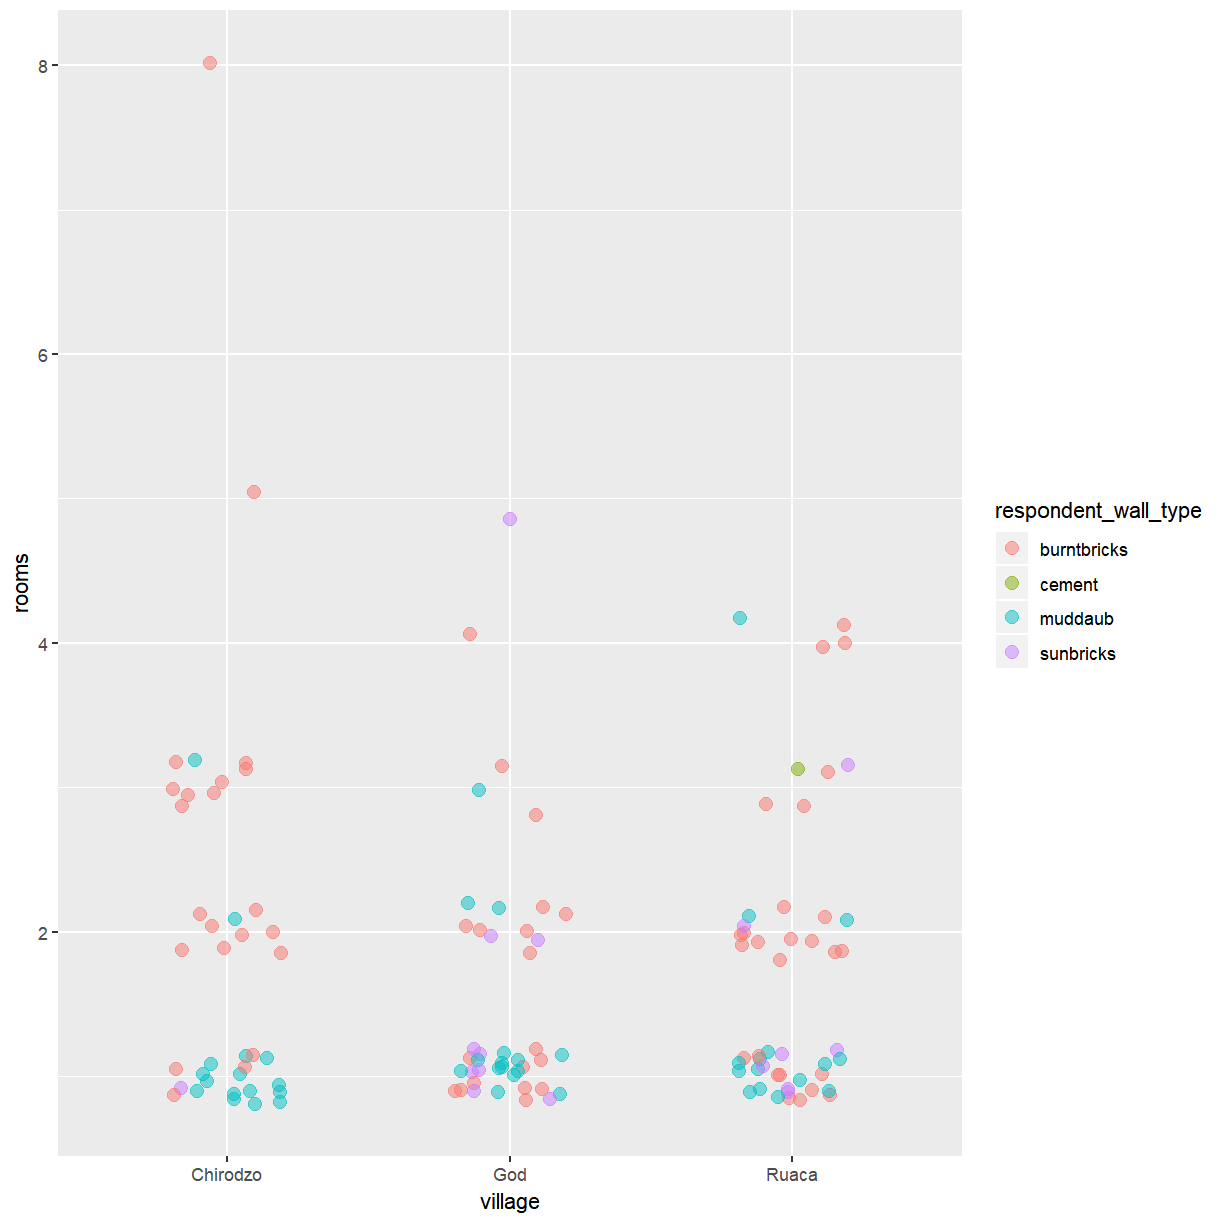 8
6
4
2
rooms
Chirodzo
God
Ruaca
village
respondent_wall_type
burntbricks
cement
muddaub
sunbricks